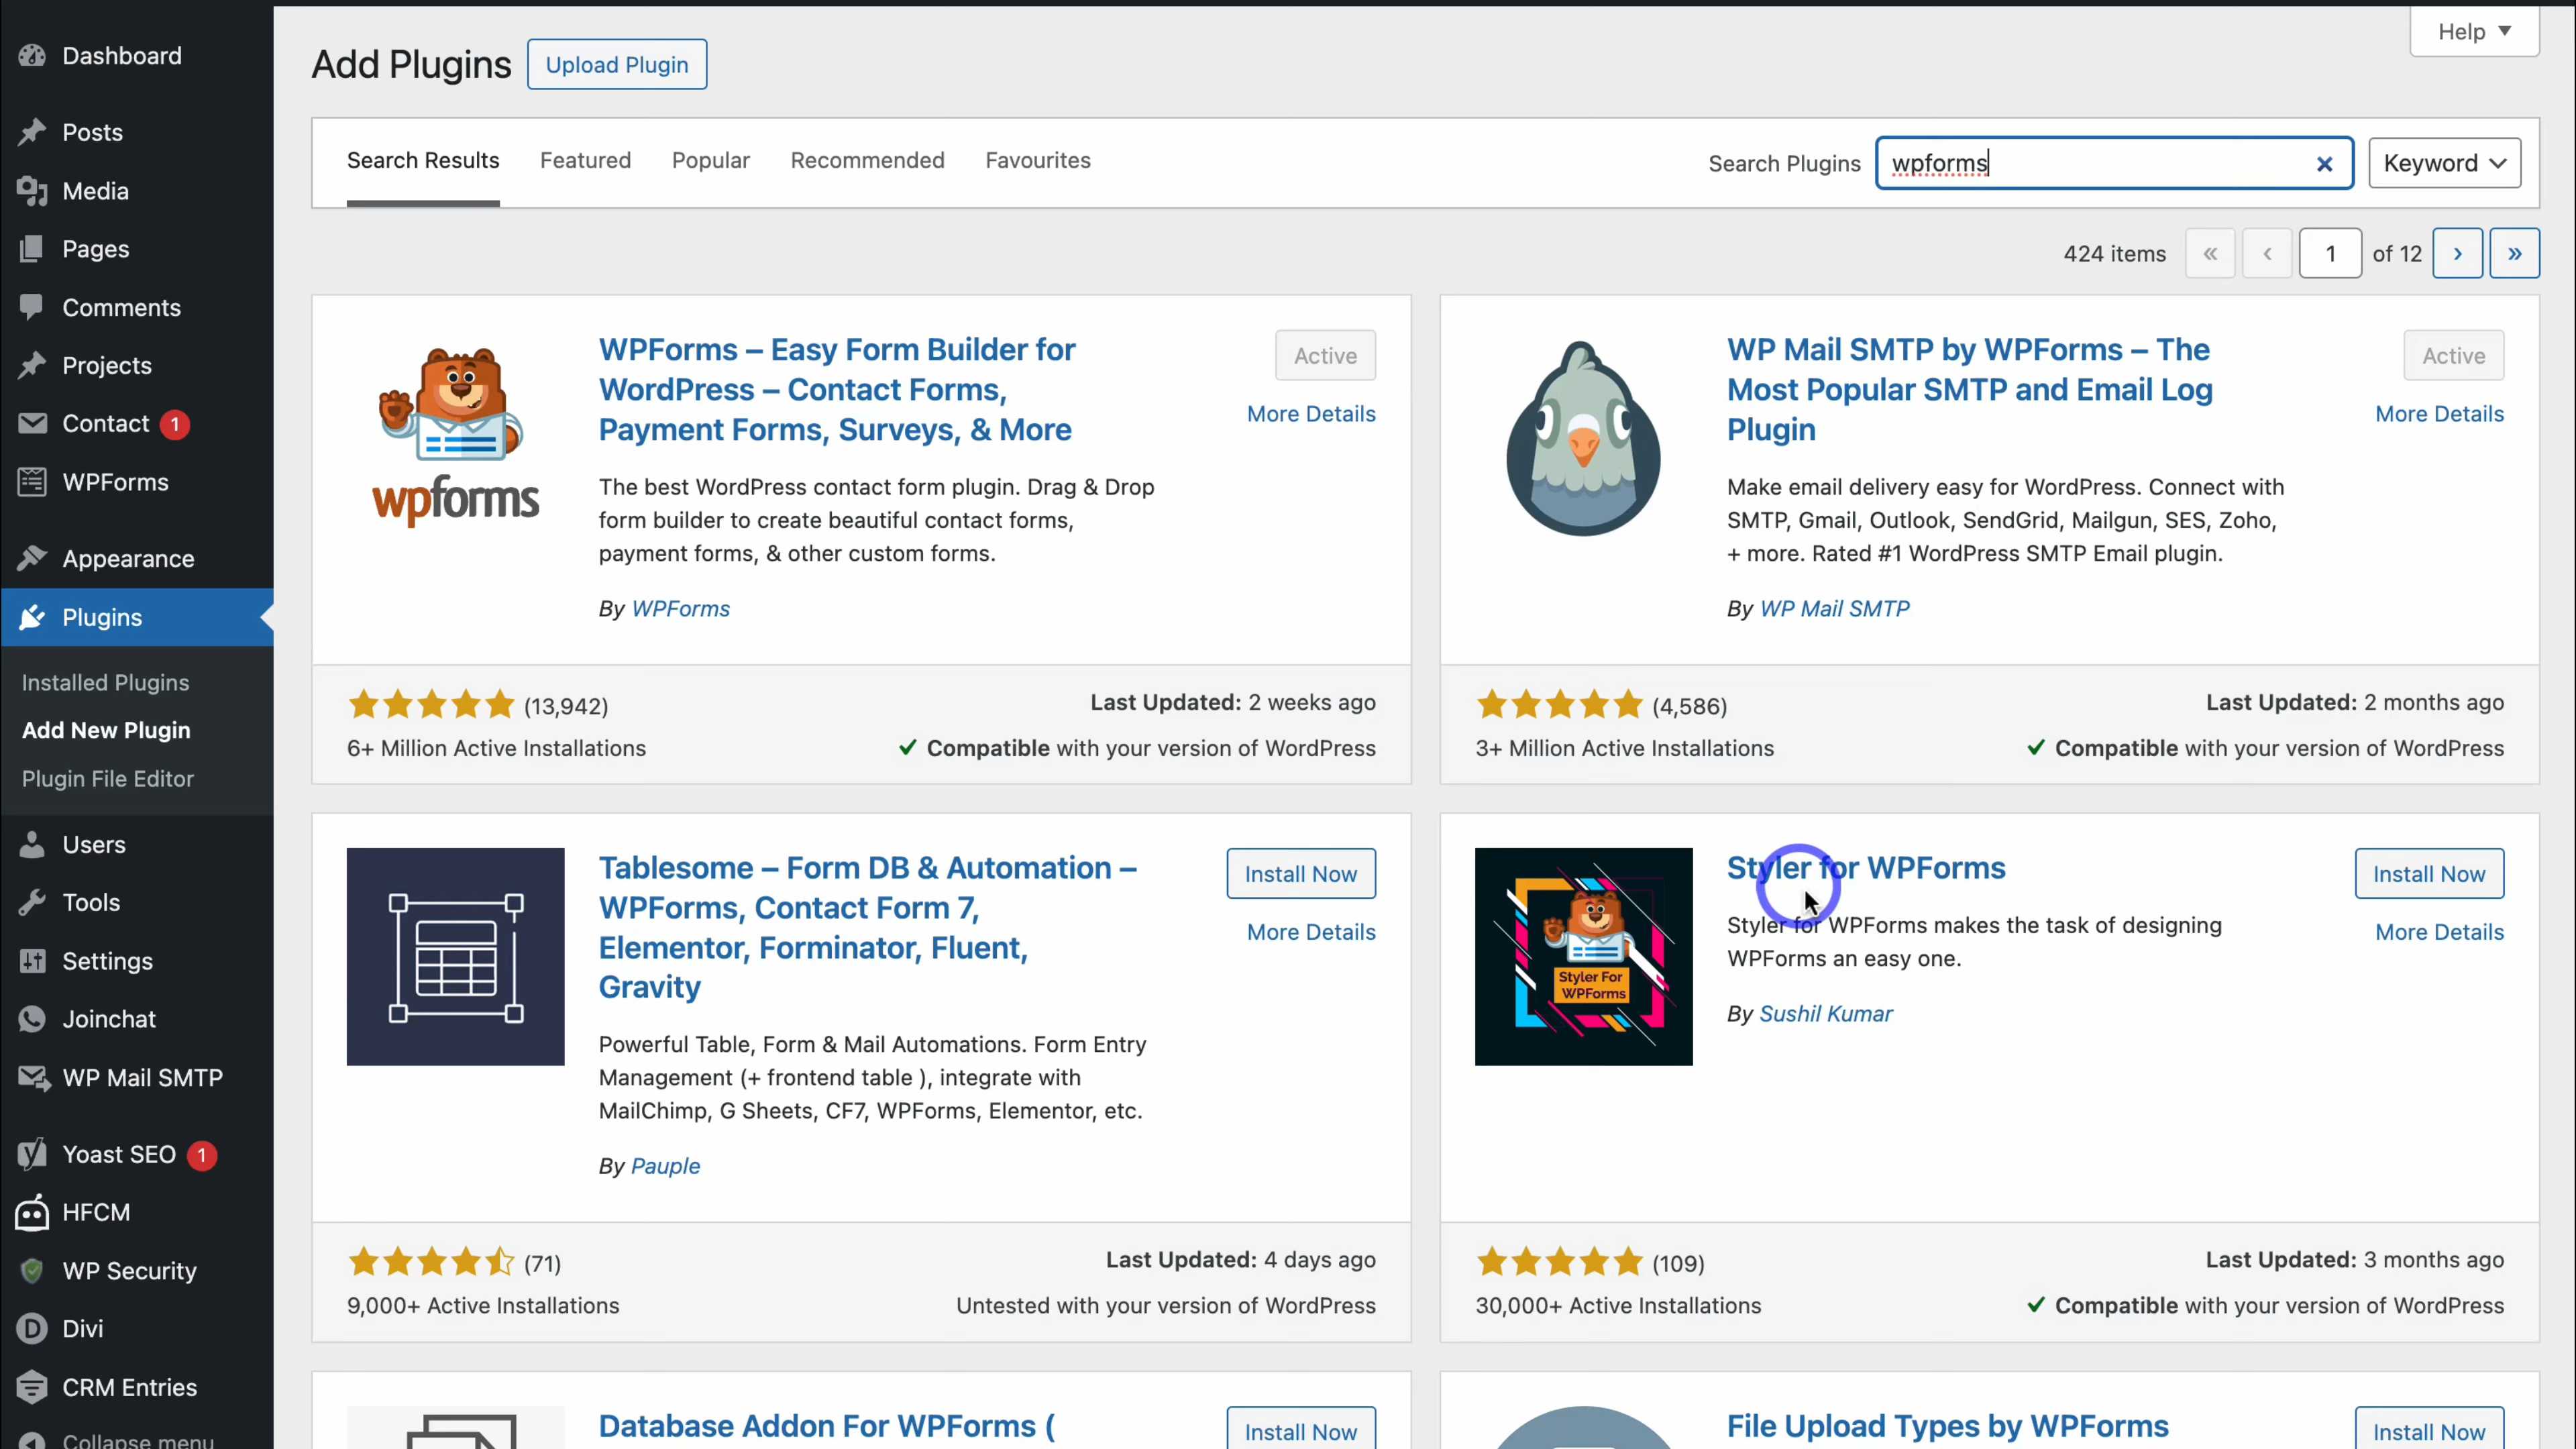 Dashboard
Posts
Media
Pages
Comments
Projects
Contact 1
WPForms
Appearance
Plugins
Installed Plugins
Add New Plugin
Plugin File Editor
Users
Tools
Settings
Joinchat
WP Mail SMTP
Yoast SEO 1
HFCM
WP Security
Divi
CRM Entries
Collapse menu
Help
Add Plugins
Upload Plugin
Search Results Featured Popular Recommended Favourites
Search Plugins wpforms Keyword
424 items « ‹ 1 of 12 › »
wpforms
WPForms – Easy Form Builder for
WordPress – Contact Forms,
Payment Forms, Surveys, & More
Active
More Details
The best WordPress contact form plugin. Drag & Drop
form builder to create beautiful contact forms,
payment forms, & other custom forms.
By WPForms
(13,942)
6+ Million Active Installations
Last Updated: 2 weeks ago
Compatible with your version of WordPress
WP Mail SMTP by WPForms – The
Most Popular SMTP and Email Log
Plugin
Active
More Details
Make email delivery easy for WordPress. Connect with
SMTP, Gmail, Outlook, SendGrid, Mailgun, SES, Zoho,
+ more. Rated #1 WordPress SMTP Email plugin.
By WP Mail SMTP
(4,586)
3+ Million Active Installations
Last Updated: 2 months ago
Compatible with your version of WordPress
Tablesome – Form DB & Automation –
WPForms, Contact Form 7,
Elementor, Forminator, Fluent,
Gravity
Install Now
More Details
Powerful Table, Form & Mail Automations. Form Entry
Management (+ frontend table ), integrate with
MailChimp, G Sheets, CF7, WPForms, Elementor, etc.
By Pauple
(71)
9,000+ Active Installations
Last Updated: 4 days ago
Untested with your version of WordPress
Styler For
WPForms
Styler for WPForms
Install Now
More Details
Styler for WPForms makes the task of designing
WPForms an easy one.
By Sushil Kumar
(109)
30,000+ Active Installations
Last Updated: 3 months ago
Compatible with your version of WordPress
Database Addon For WPForms (
Install Now
File Upload Types by WPForms
Install Now